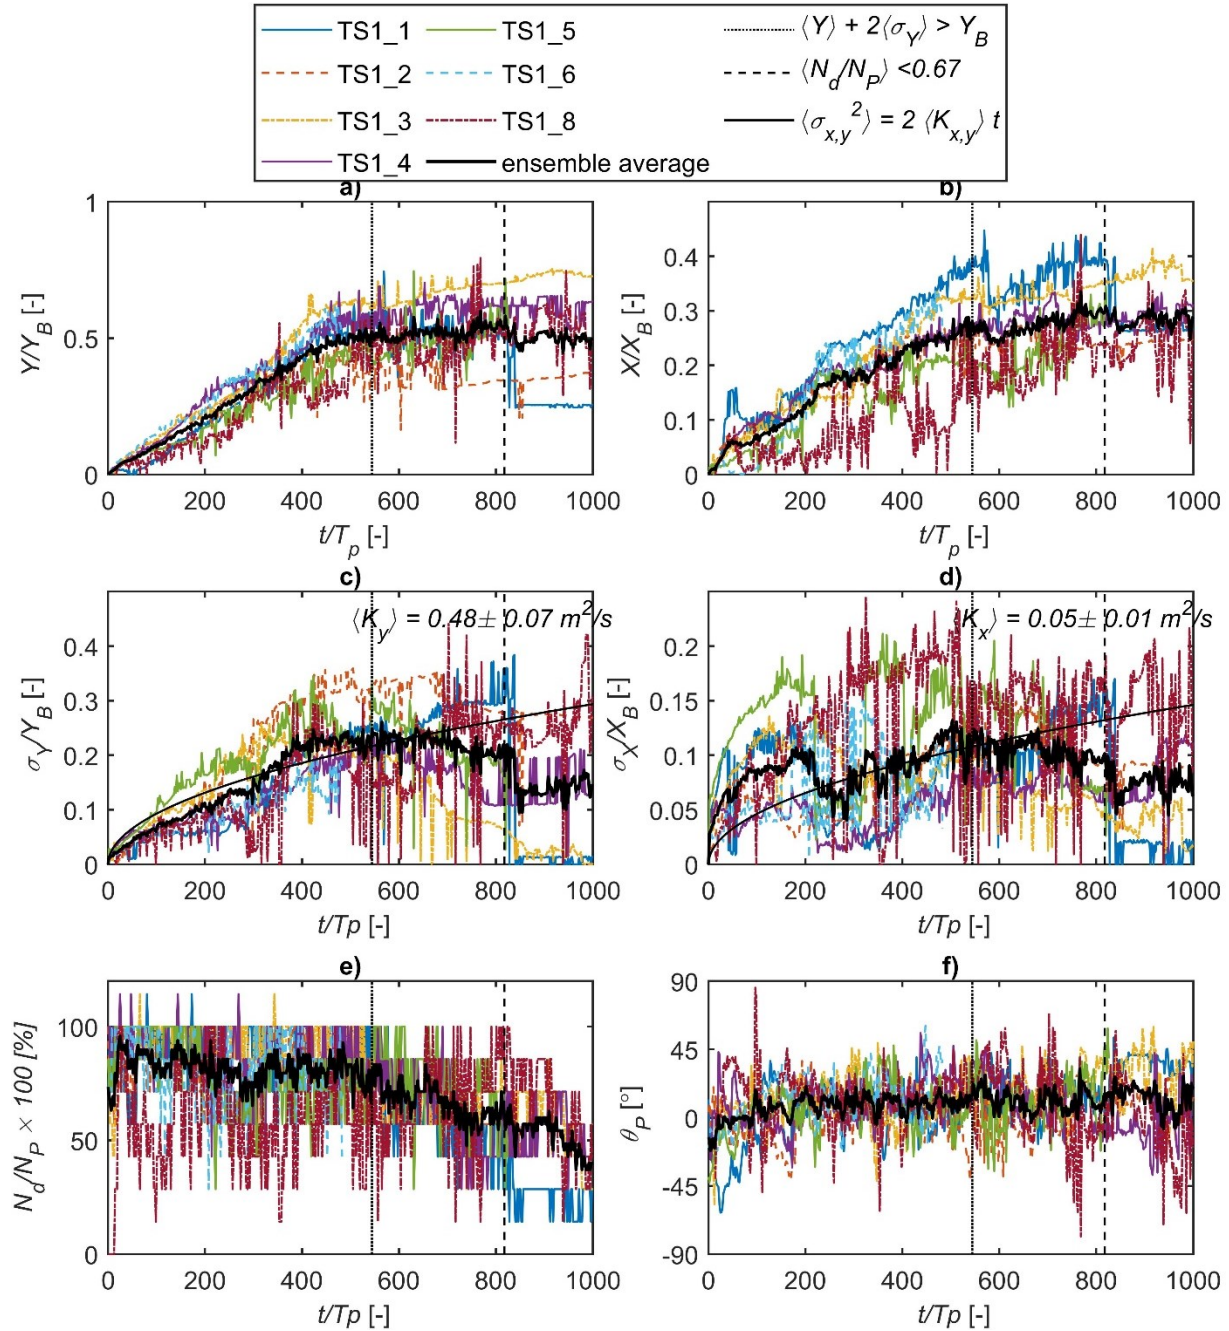 TS1_1 TS1_5 ⟨Y⟩ + 2⟨σ_Y⟩ > Y_B
TS1_2 TS1_6 ⟨N_d/N_P⟩ <0.67
TS1_3 TS1_8 ⟨σ_{x,y}^2⟩ = 2 ⟨K_{x,y}⟩ t
TS1_4 ensemble average
a)
1
0.5
0
Y/Y_B [-]
0 200 400 600 800 1000
t/T_p [-]
b)
0.4
0.3
0.2
0.1
0
X/X_B [-]
0 200 400 600 800 1000
t/T_p [-]
c)
⟨K_y⟩ = 0.48± 0.07 m^2/s
0.4
0.3
0.2
0.1
0
σ_Y/Y_B [-]
0 200 400 600 800 1000
t/Tp [-]
d)
K_x⟩ = 0.05± 0.01 m^2/s
0.2
0.15
0.1
0.05
0
σ_X/X_B [-]
0 200 400 600 800 1000
t/Tp [-]
e)
100
50
0
N_d/N_P × 100 [%]
0 200 400 600 800 1000
t/Tp [-]
f)
90
45
0
-45
-90
θ_P [°]
0 200 400 600 800 1000
t/Tp [-]